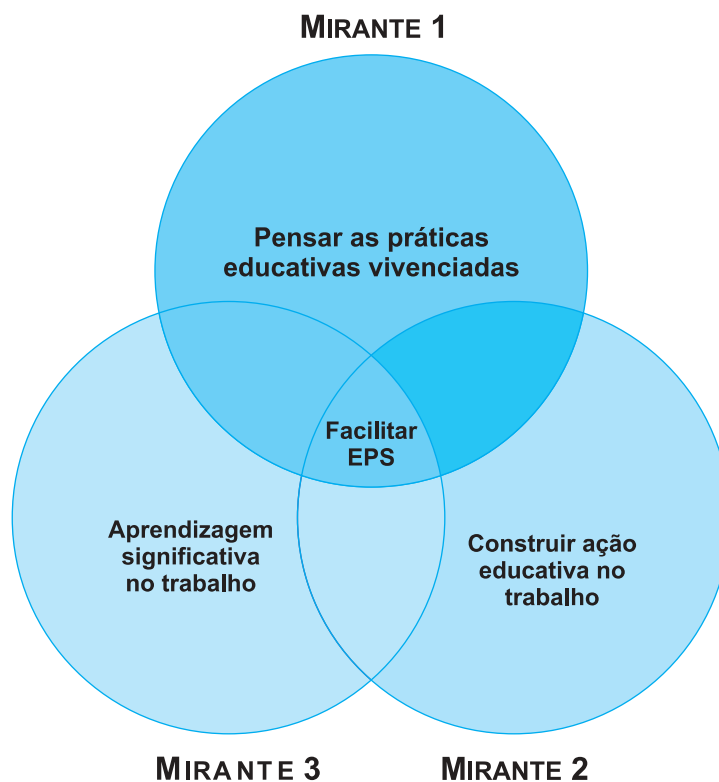 MIRANTE 1
Pensar as práticas
educativas vivenciadas
Facilitar
EPS
Aprendizagem
significativa
no trabalho
Construir ação
educativa no
trabalho
MIRANTE 3
MIRANTE 2